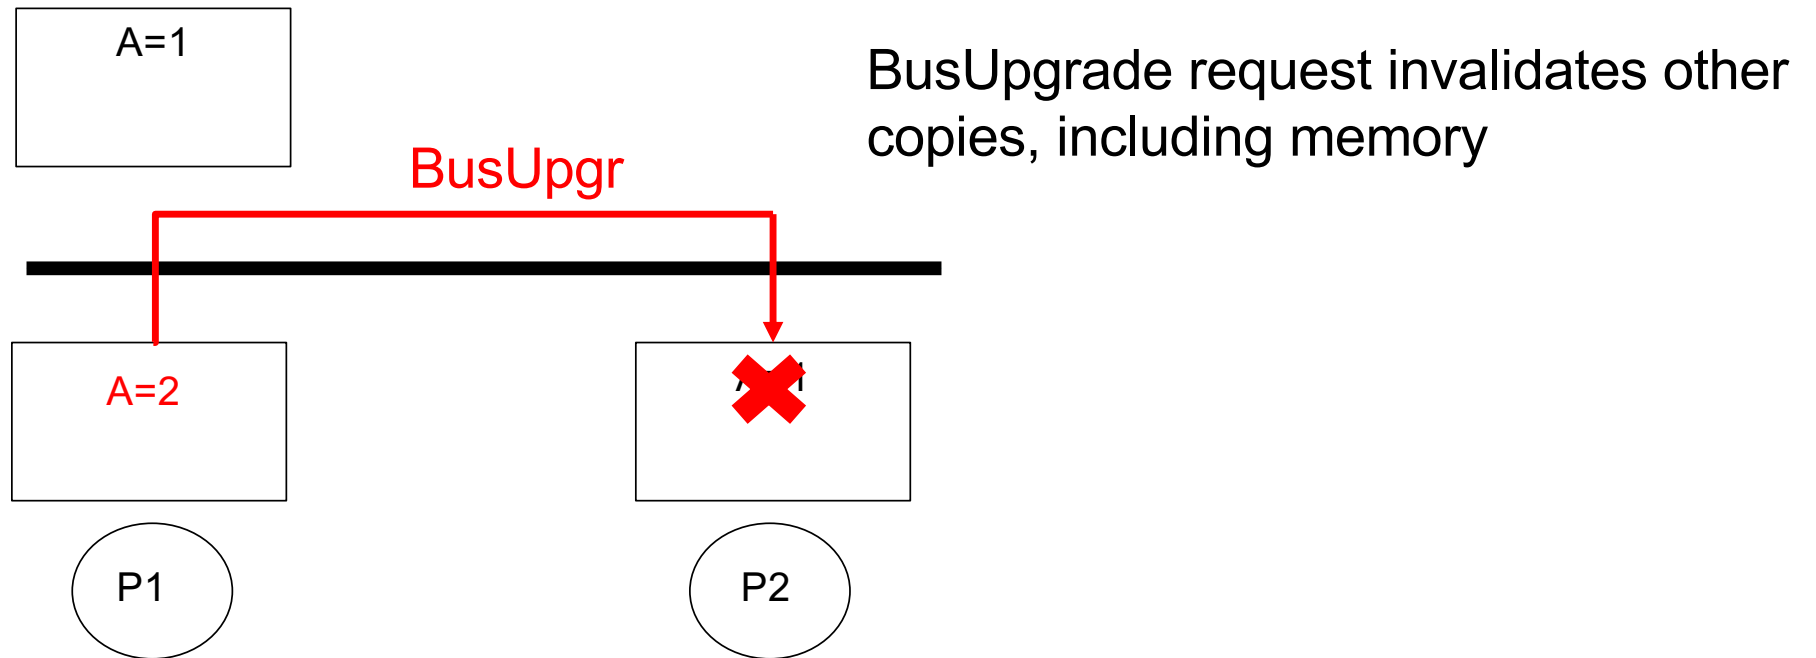 A=1
BusUpgrade request invalidates other
copies, including memory
BusUpgr
A=2
P1
P2